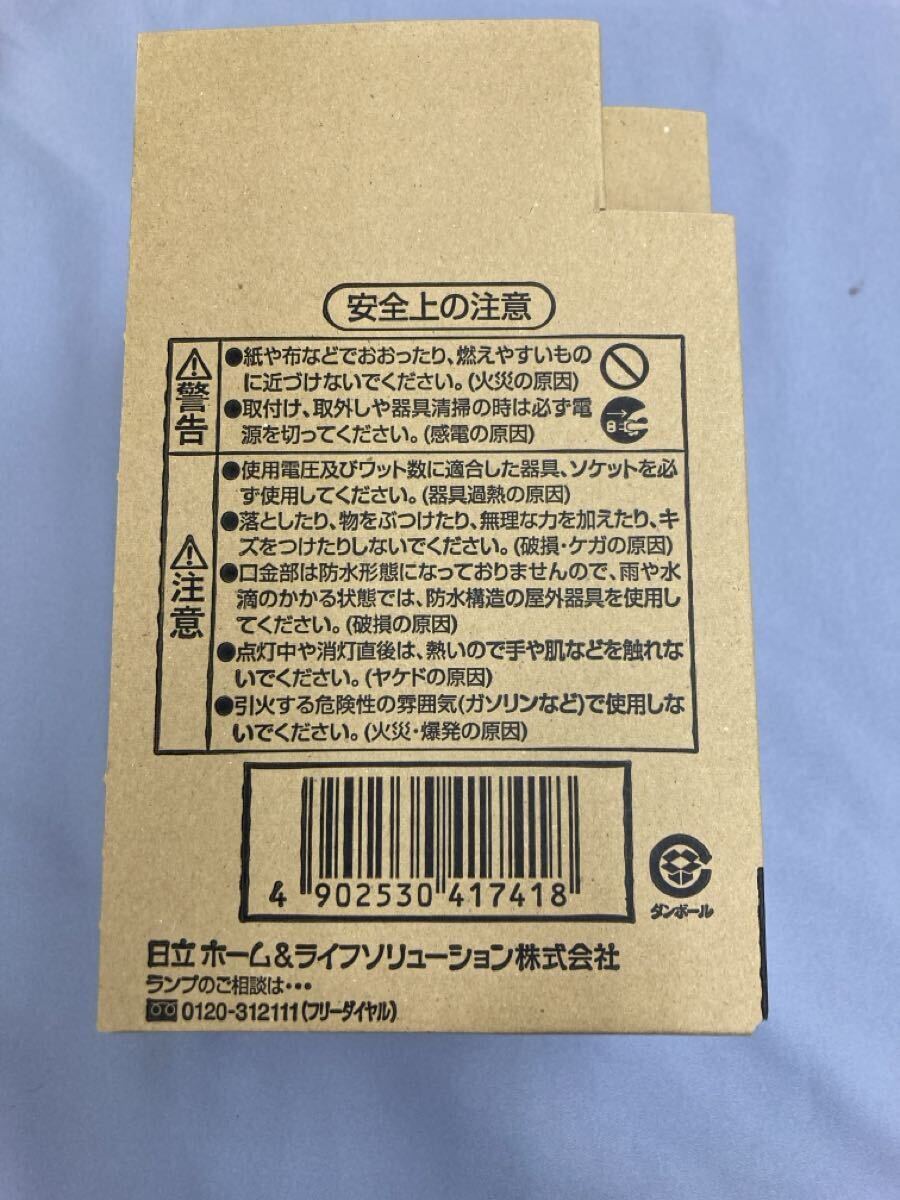 安全上の注意
警告
●紙や布などでおおったり、燃えやすいもの
に近づけないでください。(火災の原因)
●取付け、取外しや器具清掃の時は必ず電
源を切ってください。(感電の原因)
注意
●使用電圧及びワット数に適合した器具、ソケットを必
ず使用してください。(器具過熱の原因)
●落としたり、物をぶつけたり、無理な力を加えたり、キ
ズをつけたりしないでください。(破損・ケガの原因)
●口金部は防水形態になっておりませんので、雨や水
滴のかかる状態では、防水構造の屋外器具を使用し
てください。(破損の原因)
●点灯中や消灯直後は、熱いので手や肌などを触れな
いでください。(ヤケドの原因)
●引火する危険性の雰囲気(ガソリンなど)で使用しな
いでください。(火災・爆発の原因)
4 902530 417418
ダンボール
日立ホーム&ライフソリューション株式会社
ランプのご相談は・・・
0120-312111(フリーダイヤル)